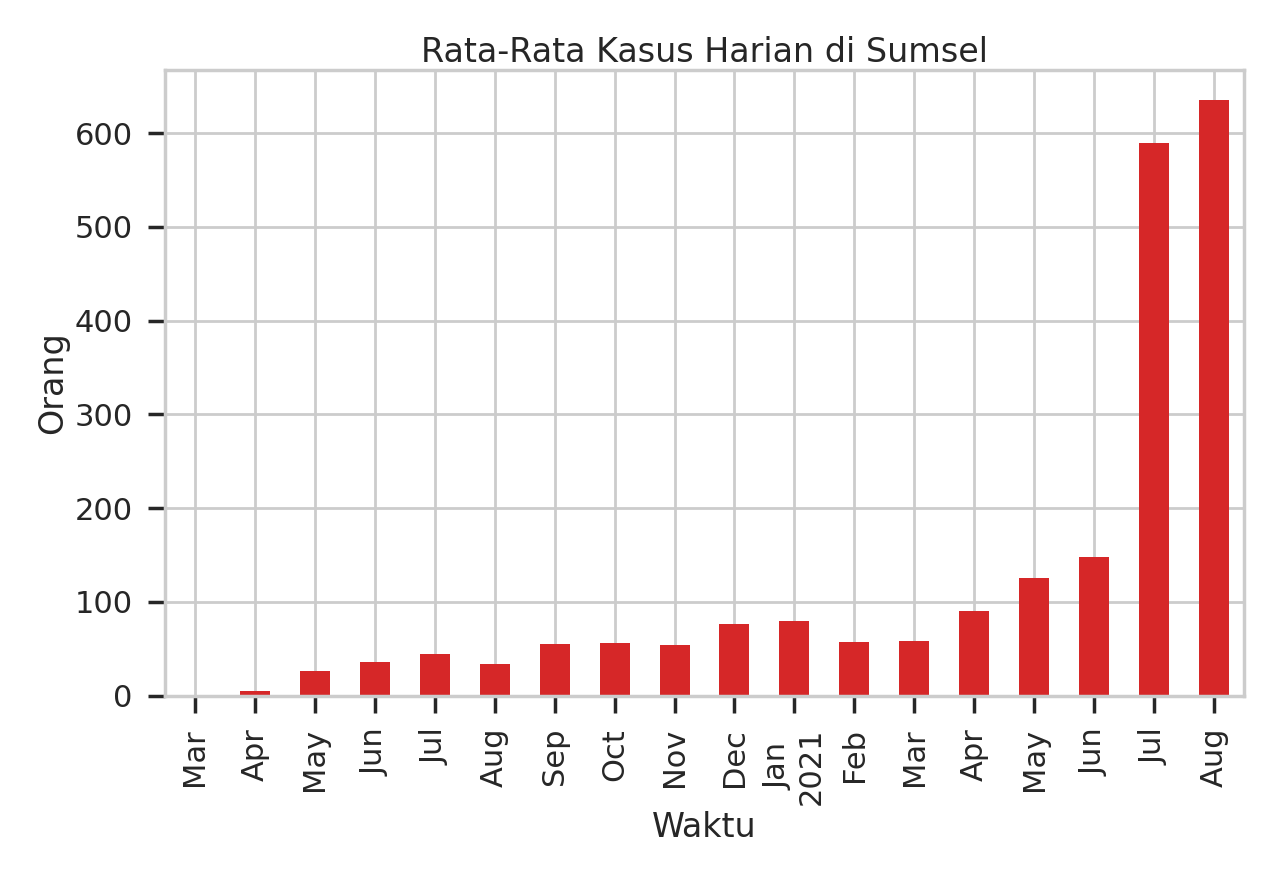 Rata-Rata Kasus Harian di Sumsel
Orang
600
500
400
300
200
100
0
Mar
Apr
May
Jun
Jul
Aug
Sep
Oct
Nov
Dec
Jan
2021
Feb
Mar
Apr
May
Jun
Jul
Aug
Waktu